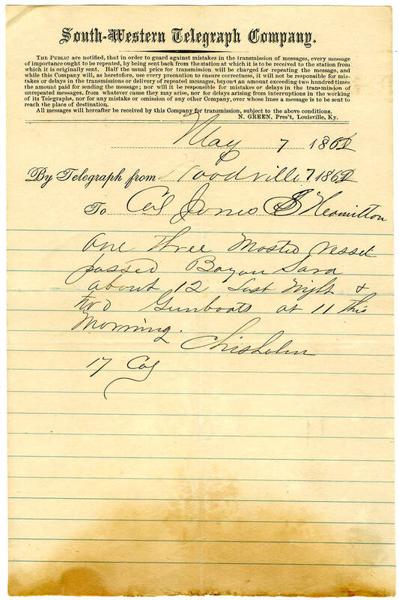 South-Western Telegraph Company.
THE PUBLIC are notified, that in order to guard against mistakes in the transmission of messages, every message
of importance ought to be repeated, by being sent back from the station at which it is to be received to the station from
which it is originally sent. Half the usual price for transmission will be charged for repeating the message, and
while this Company will, as heretofore, use every precaution to ensure correctness, it will not be responsible for mis-
takes or delays in the transmission or delivery of repeated messages, beyond an amount exceeding two hundred times
the amount paid for sending the message; nor will it be responsible for mistakes or delays in the transmission of
unrepeated messages, from whatever cause they may arise, nor for delays arising from interruptions in the working
of its Telegraphs, nor for any mistake or omission of any other Company, over whose lines a message is to be sent to
reach the place of destination.
All messages will hereafter be received by this Company for transmission, subject to the above conditions.
N. GREEN, Pres't, Louisville, Ky.
May 7 1862
By Telegraph from Woodville 7 1862
To Col Jones S Heamilton
One three Masted vessel
passed Bayou Sara
about 12 last Night &
two Gunboats at 11 this
Morning.
Chisholm
17 Col